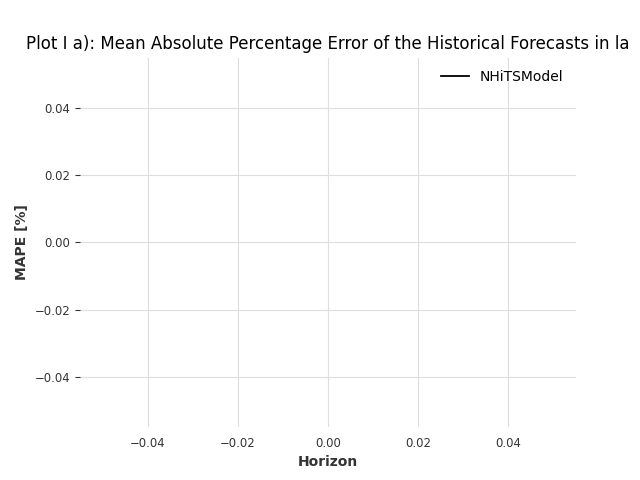 Plot I a): Mean Absolute Percentage Error of the Historical Forecasts in la
NHiTSModel
0.04
0.02
0.00
−0.02
−0.04
MAPE [%]
−0.04 −0.02 0.00 0.02 0.04
Horizon